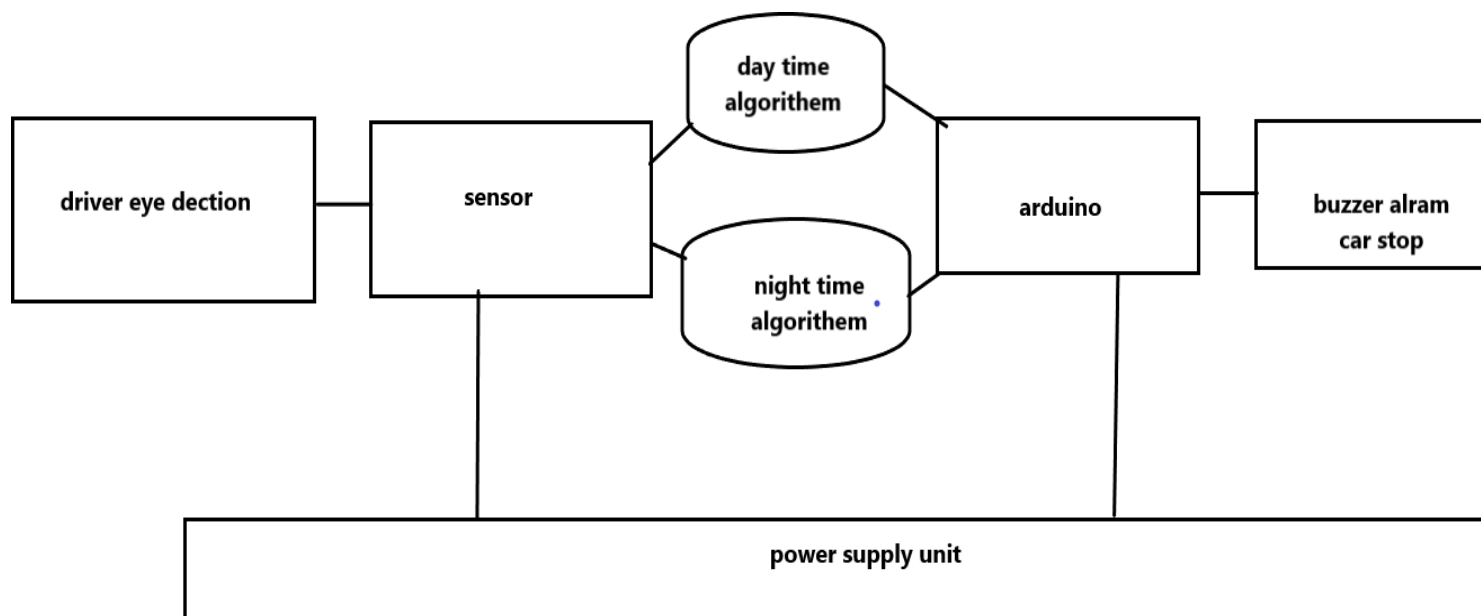 day time
algorithem
driver eye dection
sensor
arduino
buzzer alram
car stop
night time
algorithem
power supply unit